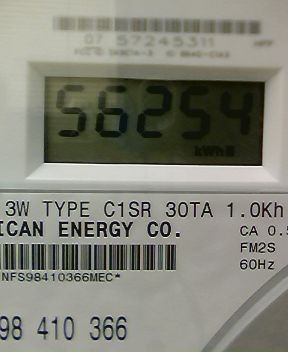 07 57245311
56254
kWh
3W TYPE C1SR 30TA 1.0Kh
ICAN ENERGY CO.
CA 0.5
FM2S
60Hz
NFS98410366MEC*
98 410 366